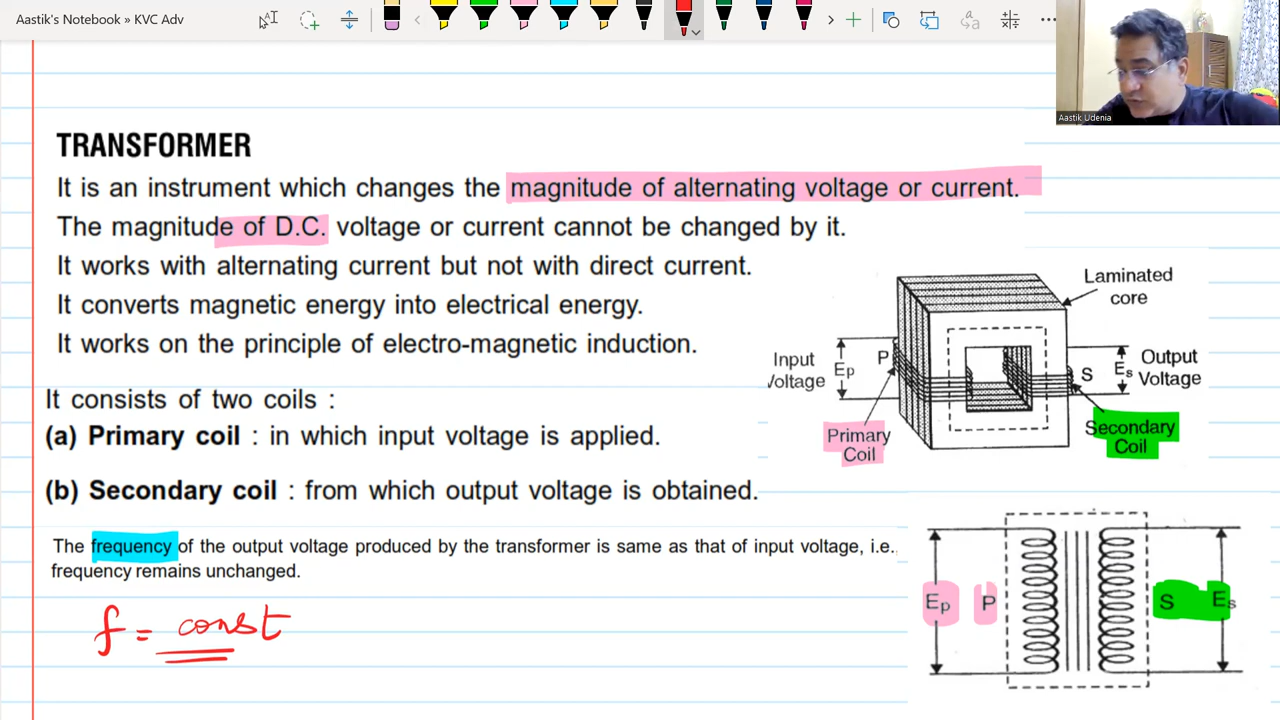 Aastik's Notebook » KVC Adv
Aastik Udenia
TRANSFORMER
It is an instrument which changes the magnitude of alternating voltage or current.
The magnitude of D.C. voltage or current cannot be changed by it.
It works with alternating current but not with direct current.
It converts magnetic energy into electrical energy.
It works on the principle of electro-magnetic induction.
It consists of two coils :
(a) Primary coil : in which input voltage is applied.
(b) Secondary coil : from which output voltage is obtained.
The frequency of the output voltage produced by the transformer is same as that of input voltage, i.e.,
frequency remains unchanged.
f = const
Laminated
core
Input
Voltage
Ep
P
S
Es
Output
Voltage
Primary
Coil
Secondary
Coil
Ep P S Es